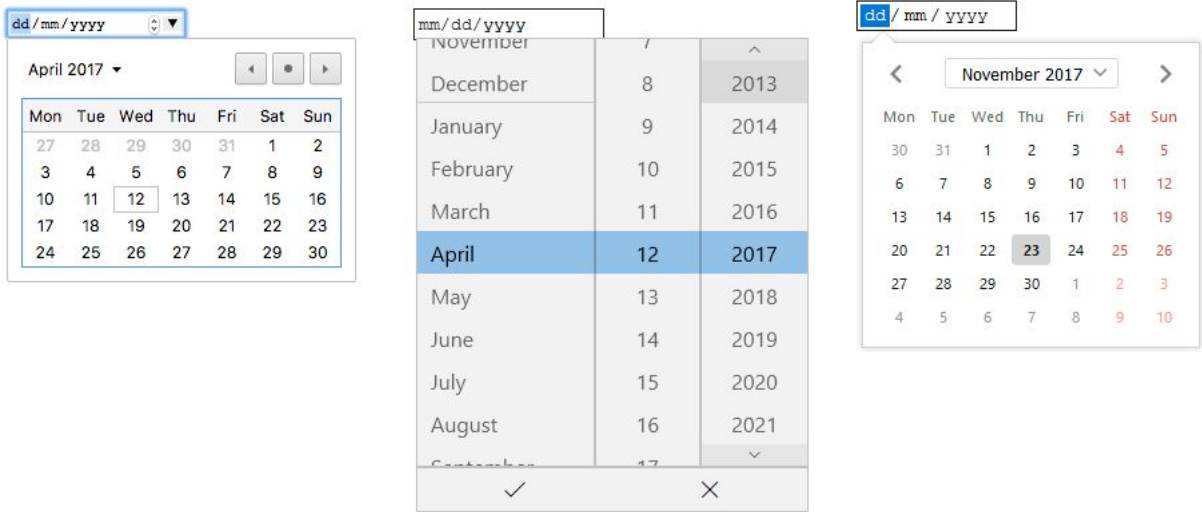 dd/mm/yyyy
April 2017
Mon Tue Wed Thu Fri Sat Sun
27 28 29 30 31 1 2
3 4 5 6 7 8 9
10 11 12 13 14 15 16
17 18 19 20 21 22 23
24 25 26 27 28 29 30
mm/dd/yyyy
November 7
December 8 2013
January 9 2014
February 10 2015
March 11 2016
April 12 2017
May 13 2018
June 14 2019
July 15 2020
August 16 2021
September 17
dd / mm / yyyy
November 2017
Mon Tue Wed Thu Fri Sat Sun
30 31 1 2 3 4 5
6 7 8 9 10 11 12
13 14 15 16 17 18 19
20 21 22 23 24 25 26
27 28 29 30 1 2 3
4 5 6 7 8 9 10